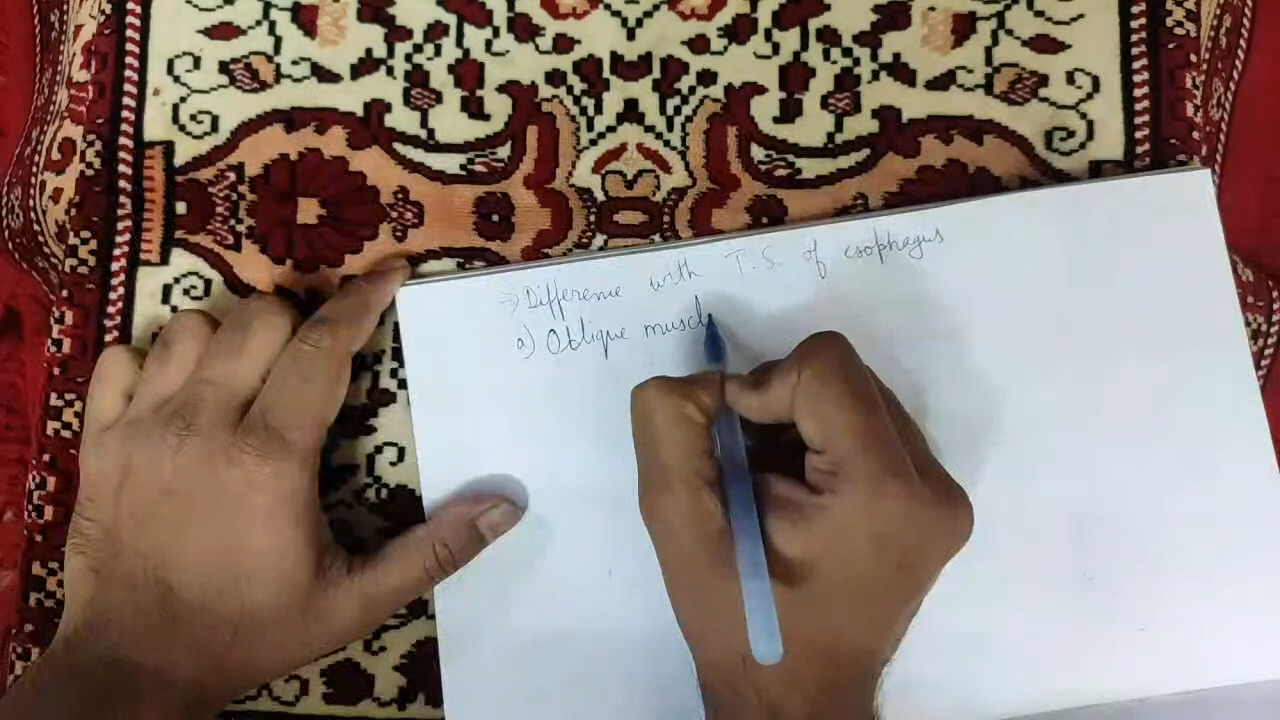 → Difference with T.S. of esophagus
a) Oblique muscl